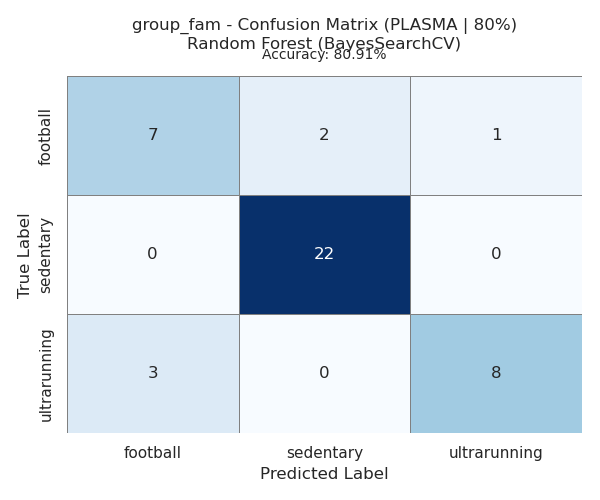 group_fam - Confusion Matrix (PLASMA | 80%)
Random Forest (BayesSearchCV)
Accuracy: 80.91%
True Label
football
7
2
1
sedentary
0
22
0
ultrarunning
3
0
8
football
sedentary
ultrarunning
Predicted Label